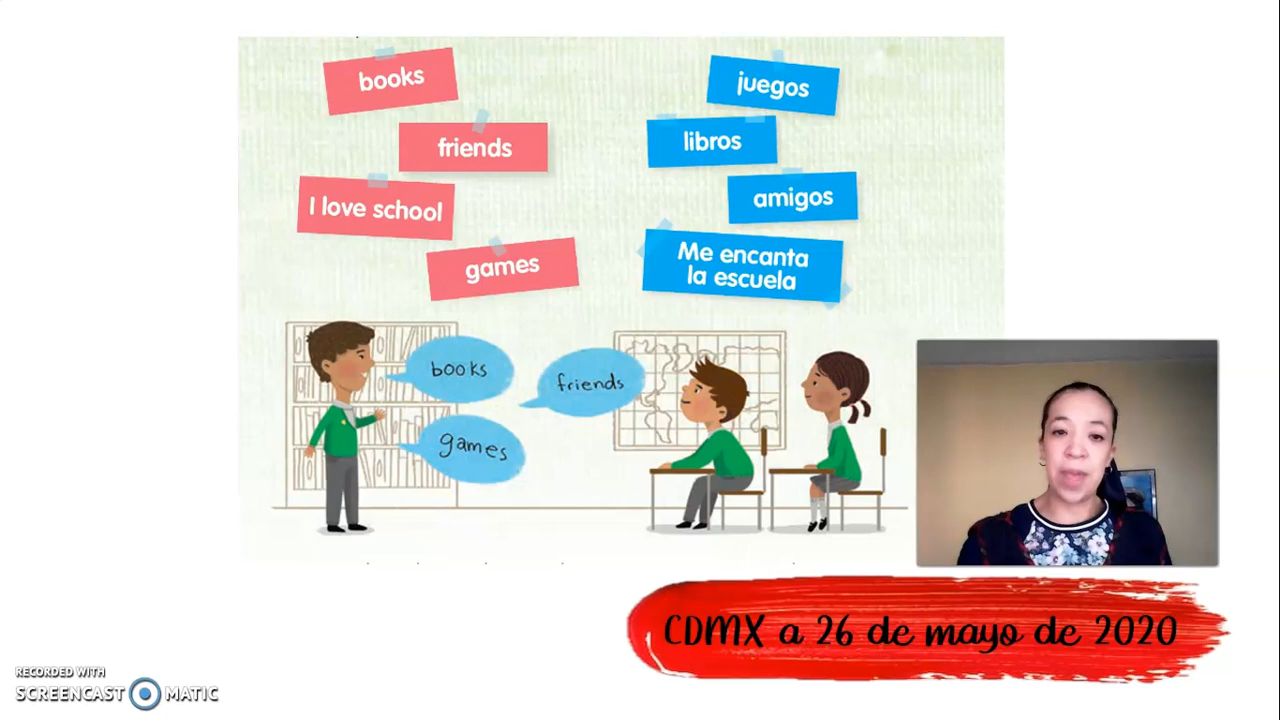 books
friends
I love school
games
juegos
libros
amigos
Me encanta
la escuela
books
friends
games
CDMX a 26 de mayo de 2020
RECORDED WITH
SCREENCAST MATIC